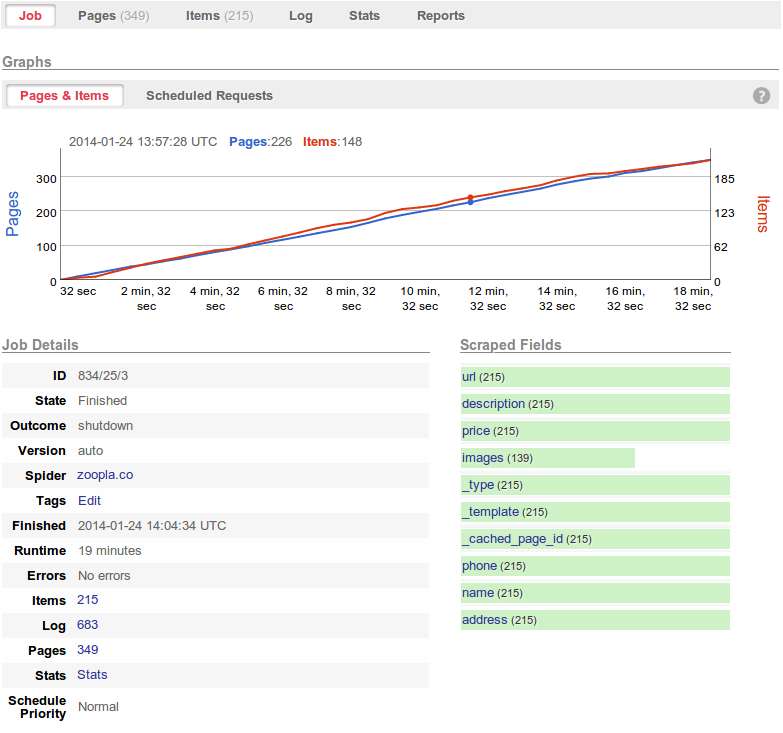 Job Pages (349) Items (215) Log Stats Reports
Graphs
Pages & Items Scheduled Requests ?
2014-01-24 13:57:28 UTC Pages:226 Items:148
Pages
300
200
100
0
185
123
62
0
Items
32 sec 2 min, 32 sec 4 min, 32 sec 6 min, 32 sec 8 min, 32 sec 10 min, 32 sec 12 min, 32 sec 14 min, 32 sec 16 min, 32 sec 18 min, 32 sec
Job Details
ID 834/25/3
State Finished
Outcome shutdown
Version auto
Spider zoopla.co
Tags Edit
Finished 2014-01-24 14:04:34 UTC
Runtime 19 minutes
Errors No errors
Items 215
Log 683
Pages 349
Stats Stats
Schedule
Priority Normal
Scraped Fields
url (215)
description (215)
price (215)
images (139)
_type (215)
_template (215)
_cached_page_id (215)
phone (215)
name (215)
address (215)